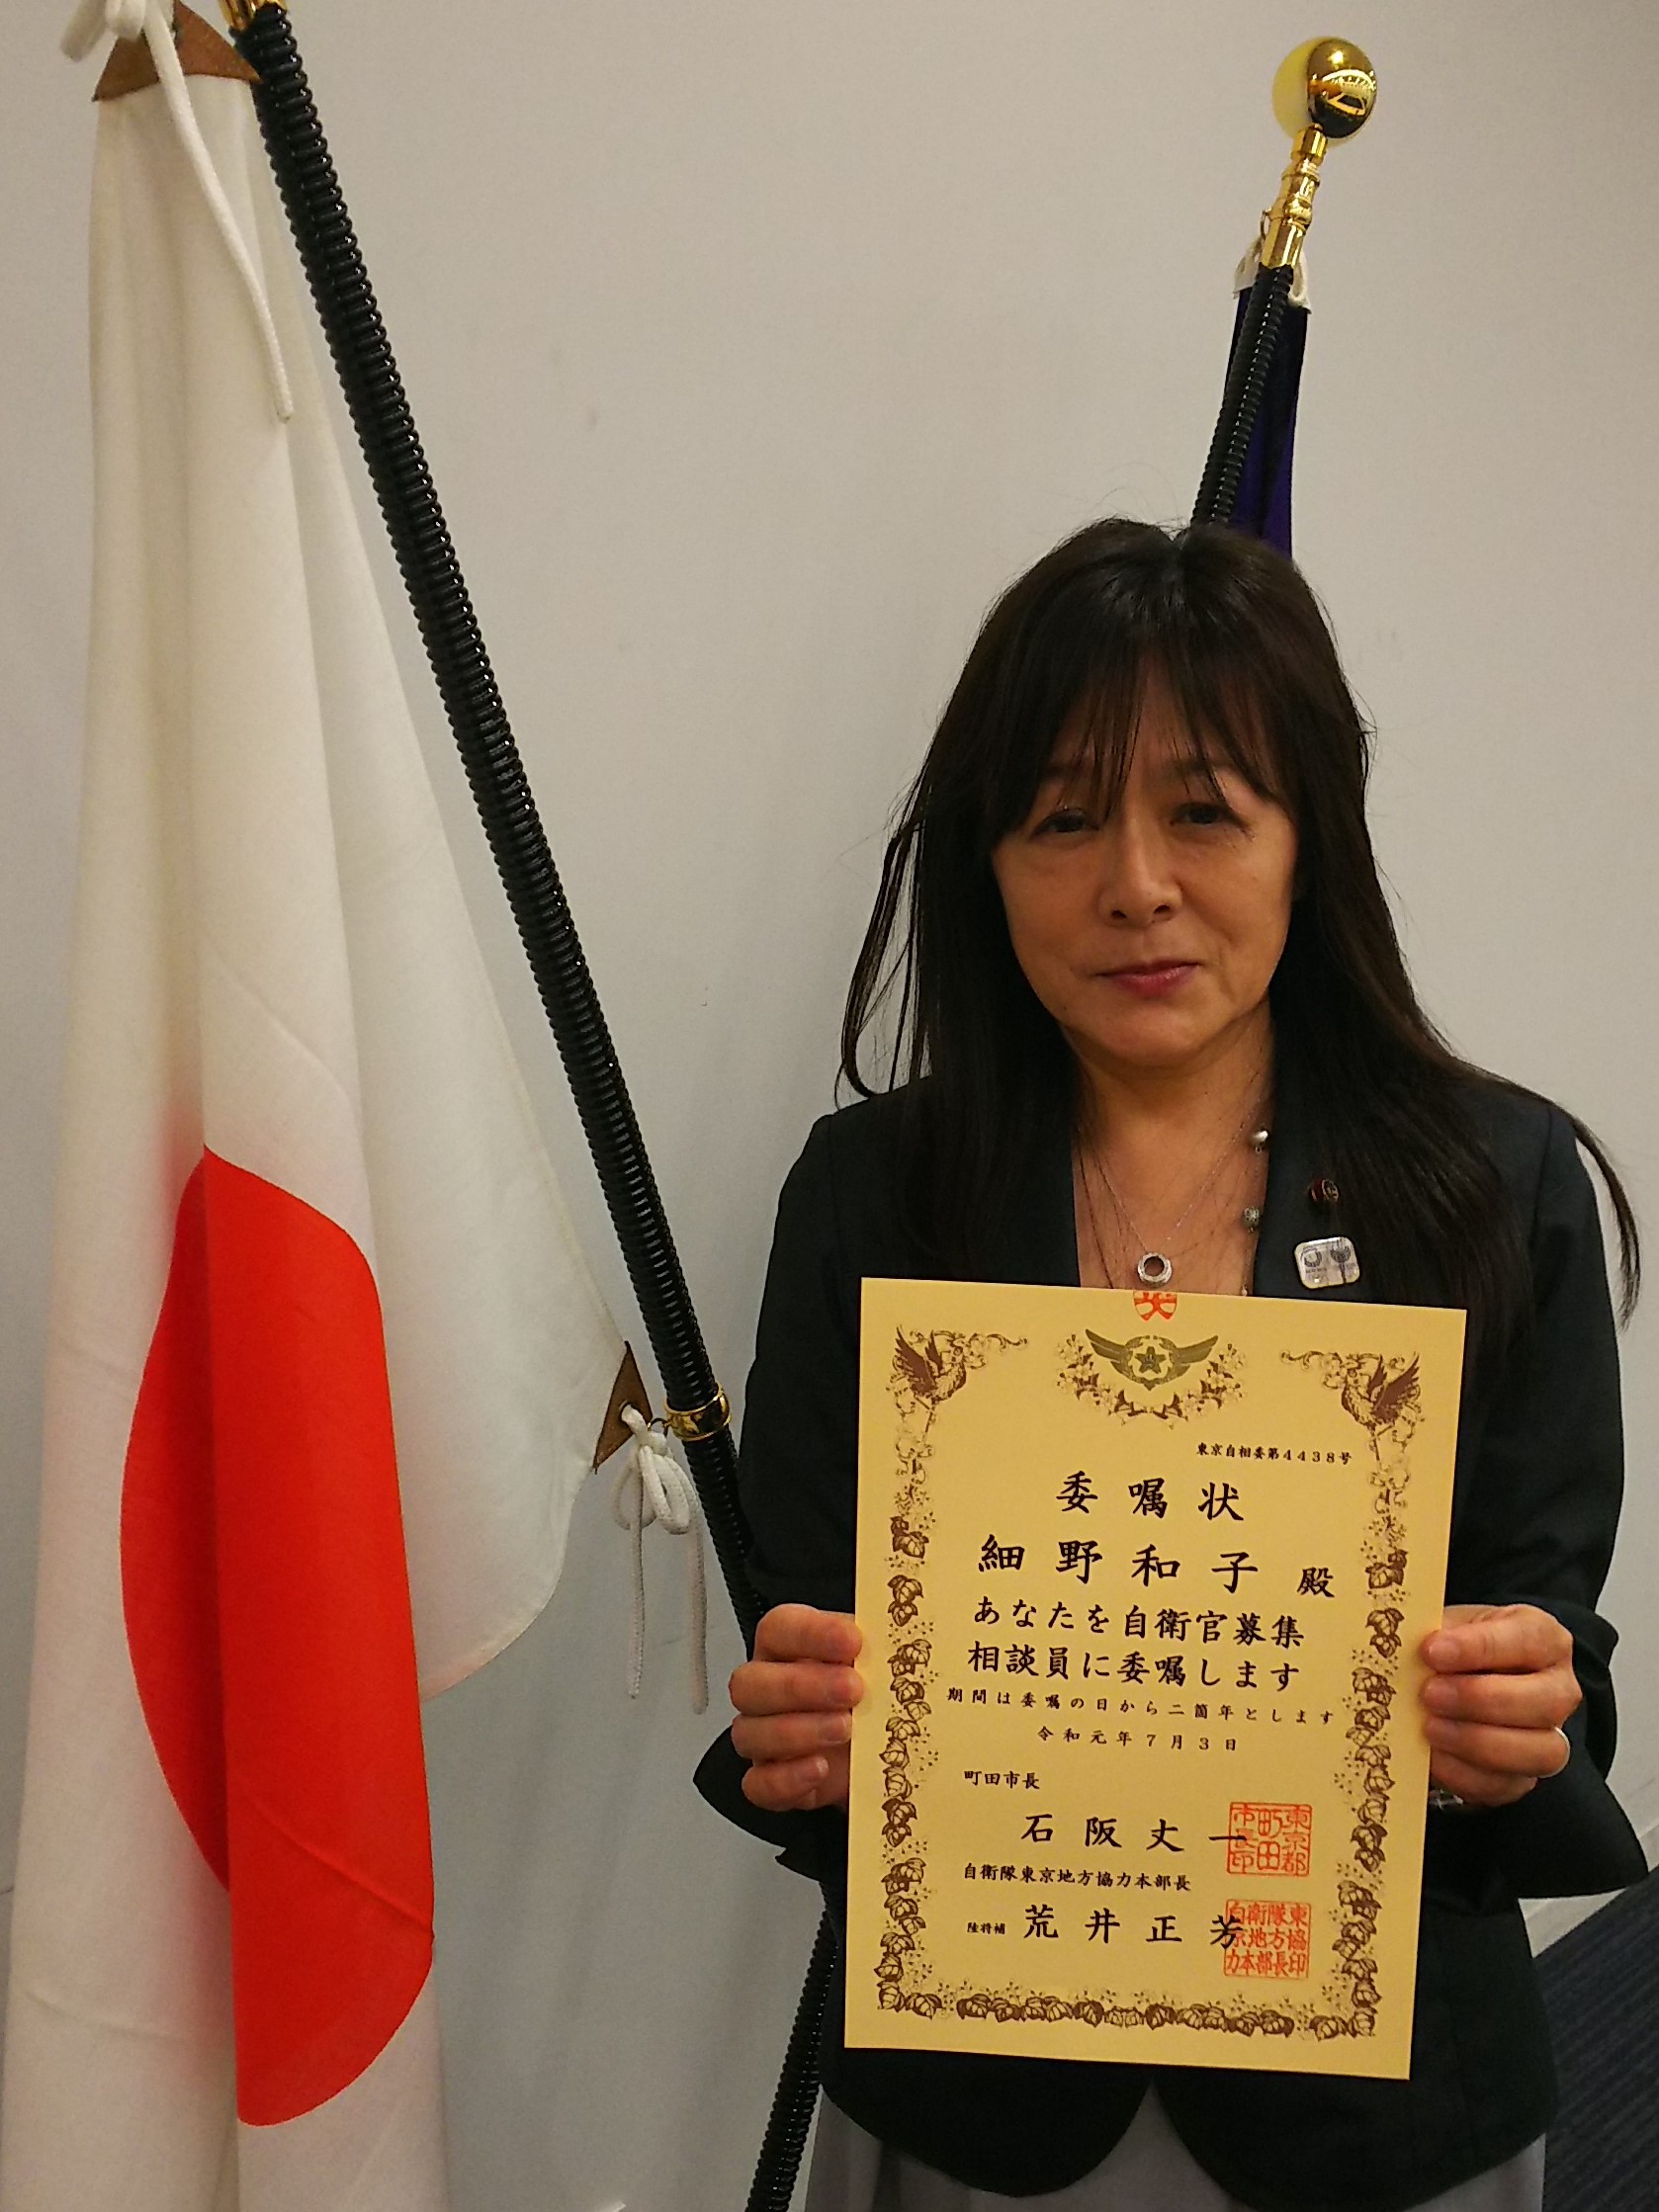 東京自相委第4438号
委嘱状
細野和子 殿
あなたを自衛官募集
相談員に委嘱します
期間は委嘱の日から二箇年とします
令和元年7月3日
町田市長
石阪丈一
東京都
町田
市長印
自衛隊東京地方協力本部長
陸将補 荒井正芳
自衛隊東
京地方協
力本部長印